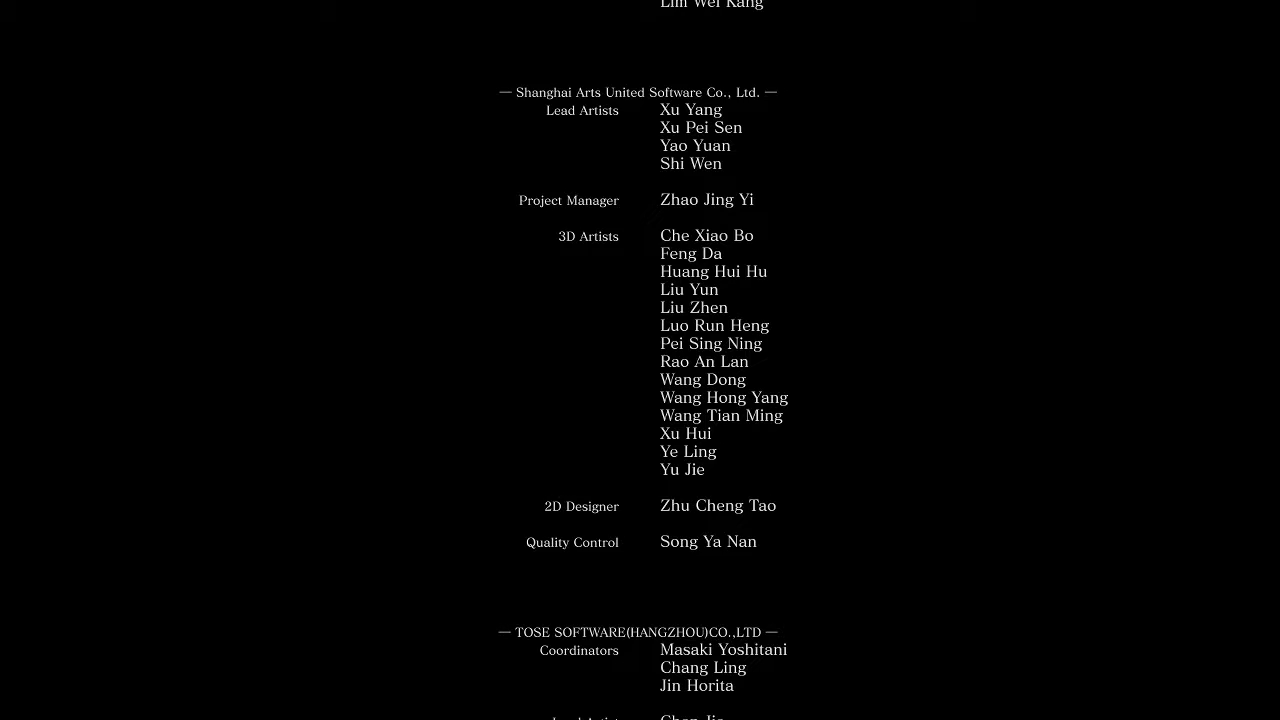 Lim Wei Kang
— Shanghai Arts United Software Co., Ltd. —
Lead Artists Xu Yang
Xu Pei Sen
Yao Yuan
Shi Wen
Project Manager Zhao Jing Yi
3D Artists Che Xiao Bo
Feng Da
Huang Hui Hu
Liu Yun
Liu Zhen
Luo Run Heng
Pei Sing Ning
Rao An Lan
Wang Dong
Wang Hong Yang
Wang Tian Ming
Xu Hui
Ye Ling
Yu Jie
2D Designer Zhu Cheng Tao
Quality Control Song Ya Nan
— TOSE SOFTWARE(HANGZHOU)CO.,LTD —
Coordinators Masaki Yoshitani
Chang Ling
Jin Horita